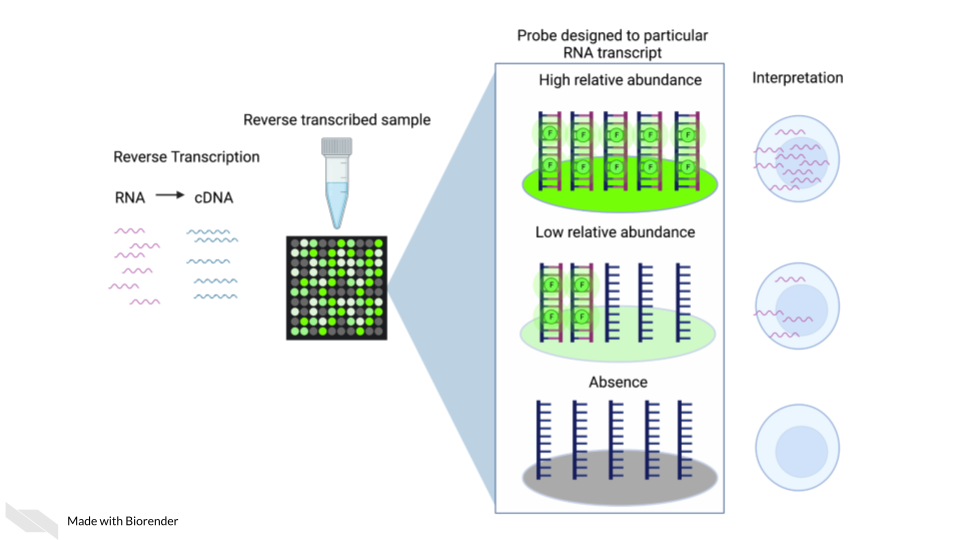 Probe designed to particular
RNA transcript
High relative abundance
Interpretation
Reverse transcribed sample
Reverse Transcription
RNA cDNA
F F F F F
F F F F F
Low relative abundance
F F
F F
Absence
Made with Biorender